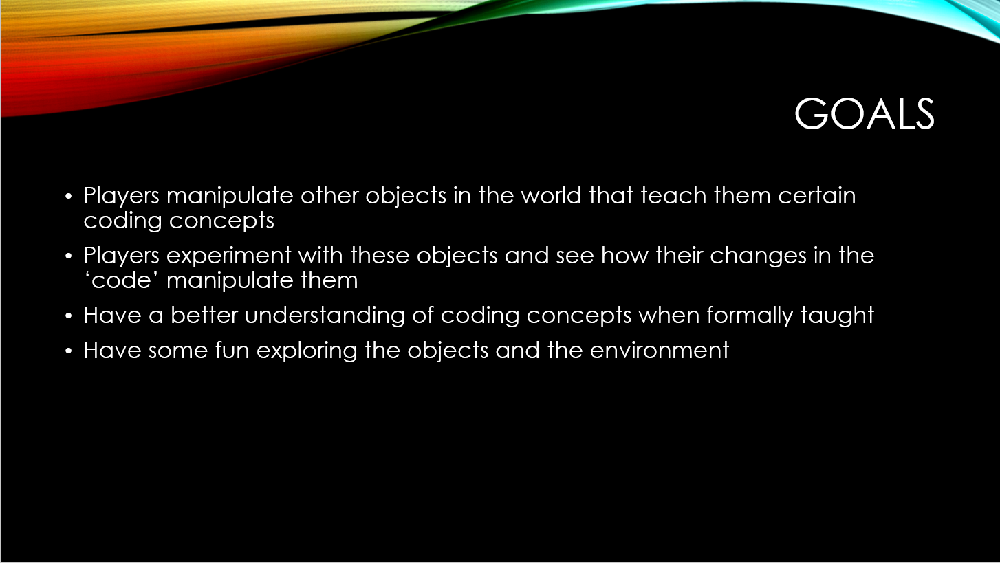 GOALS
• Players manipulate other objects in the world that teach them certain
coding concepts
• Players experiment with these objects and see how their changes in the
‘code’ manipulate them
• Have a better understanding of coding concepts when formally taught
• Have some fun exploring the objects and the environment